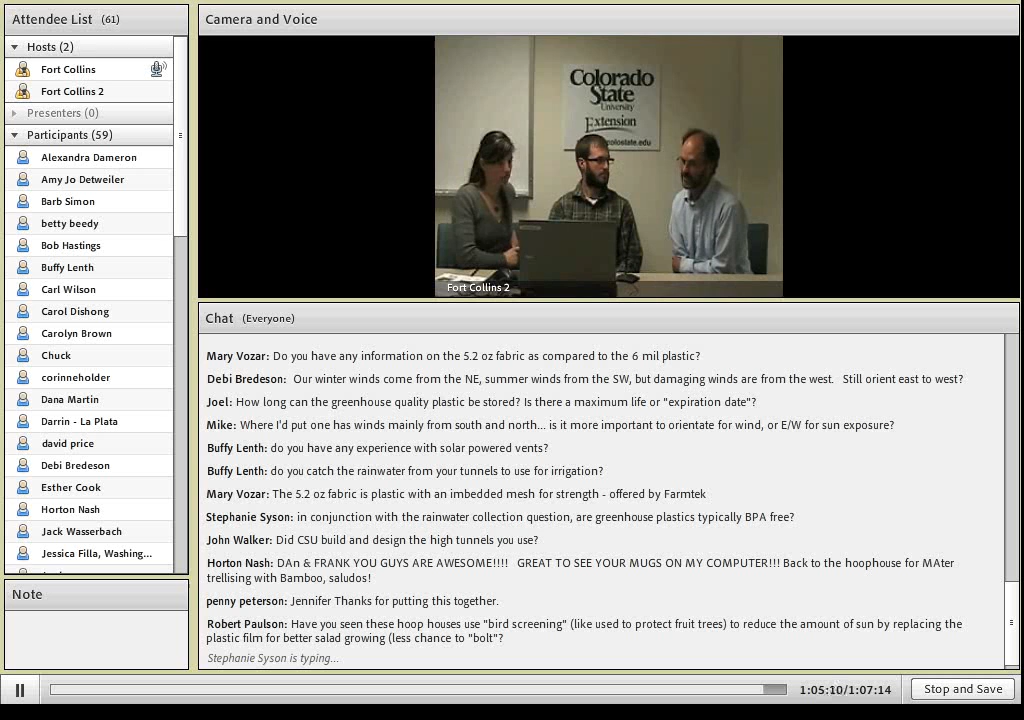 Attendee List (61)
Hosts (2)
Fort Collins
Fort Collins 2
Presenters (0)
Participants (59)
Alexandra Dameron
Amy Jo Detweiler
Barb Simon
betty beedy
Bob Hastings
Buffy Lenth
Carl Wilson
Carol Dishong
Carolyn Brown
Chuck
corinneholder
Dana Martin
Darrin - La Plata
david price
Debi Bredeson
Esther Cook
Horton Nash
Jack Wasserbach
Jessica Filla, Washing...
Note
Camera and Voice
Colorado
State
University
Extension
olostate.edu
Fort Collins 2
Chat (Everyone)
Mary Vozar: Do you have any information on the 5.2 oz fabric as compared to the 6 mil plastic?
Debi Bredeson: Our winter winds come from the NE, summer winds from the SW, but damaging winds are from the west. Still orient east to west?
Joel: How long can the greenhouse quality plastic be stored? Is there a maximum life or "expiration date"?
Mike: Where I'd put one has winds mainly from south and north... is it more important to orientate for wind, or E/W for sun exposure?
Buffy Lenth: do you have any experience with solar powered vents?
Buffy Lenth: do you catch the rainwater from your tunnels to use for irrigation?
Mary Vozar: The 5.2 oz fabric is plastic with an imbedded mesh for strength - offered by Farmtek
Stephanie Syson: in conjunction with the rainwater collection question, are greenhouse plastics typically BPA free?
John Walker: Did CSU build and design the high tunnels you use?
Horton Nash: DAn & FRANK YOU GUYS ARE AWESOME!!!! GREAT TO SEE YOUR MUGS ON MY COMPUTER!!! Back to the hoophouse for MAter
trellising with Bamboo, saludos!
penny peterson: Jennifer Thanks for putting this together.
Robert Paulson: Have you seen these hoop houses use "bird screening" (like used to protect fruit trees) to reduce the amount of sun by replacing the
plastic film for better salad growing (less chance to "bolt"?
Stephanie Syson is typing...
1:05:10/1:07:14
Stop and Save